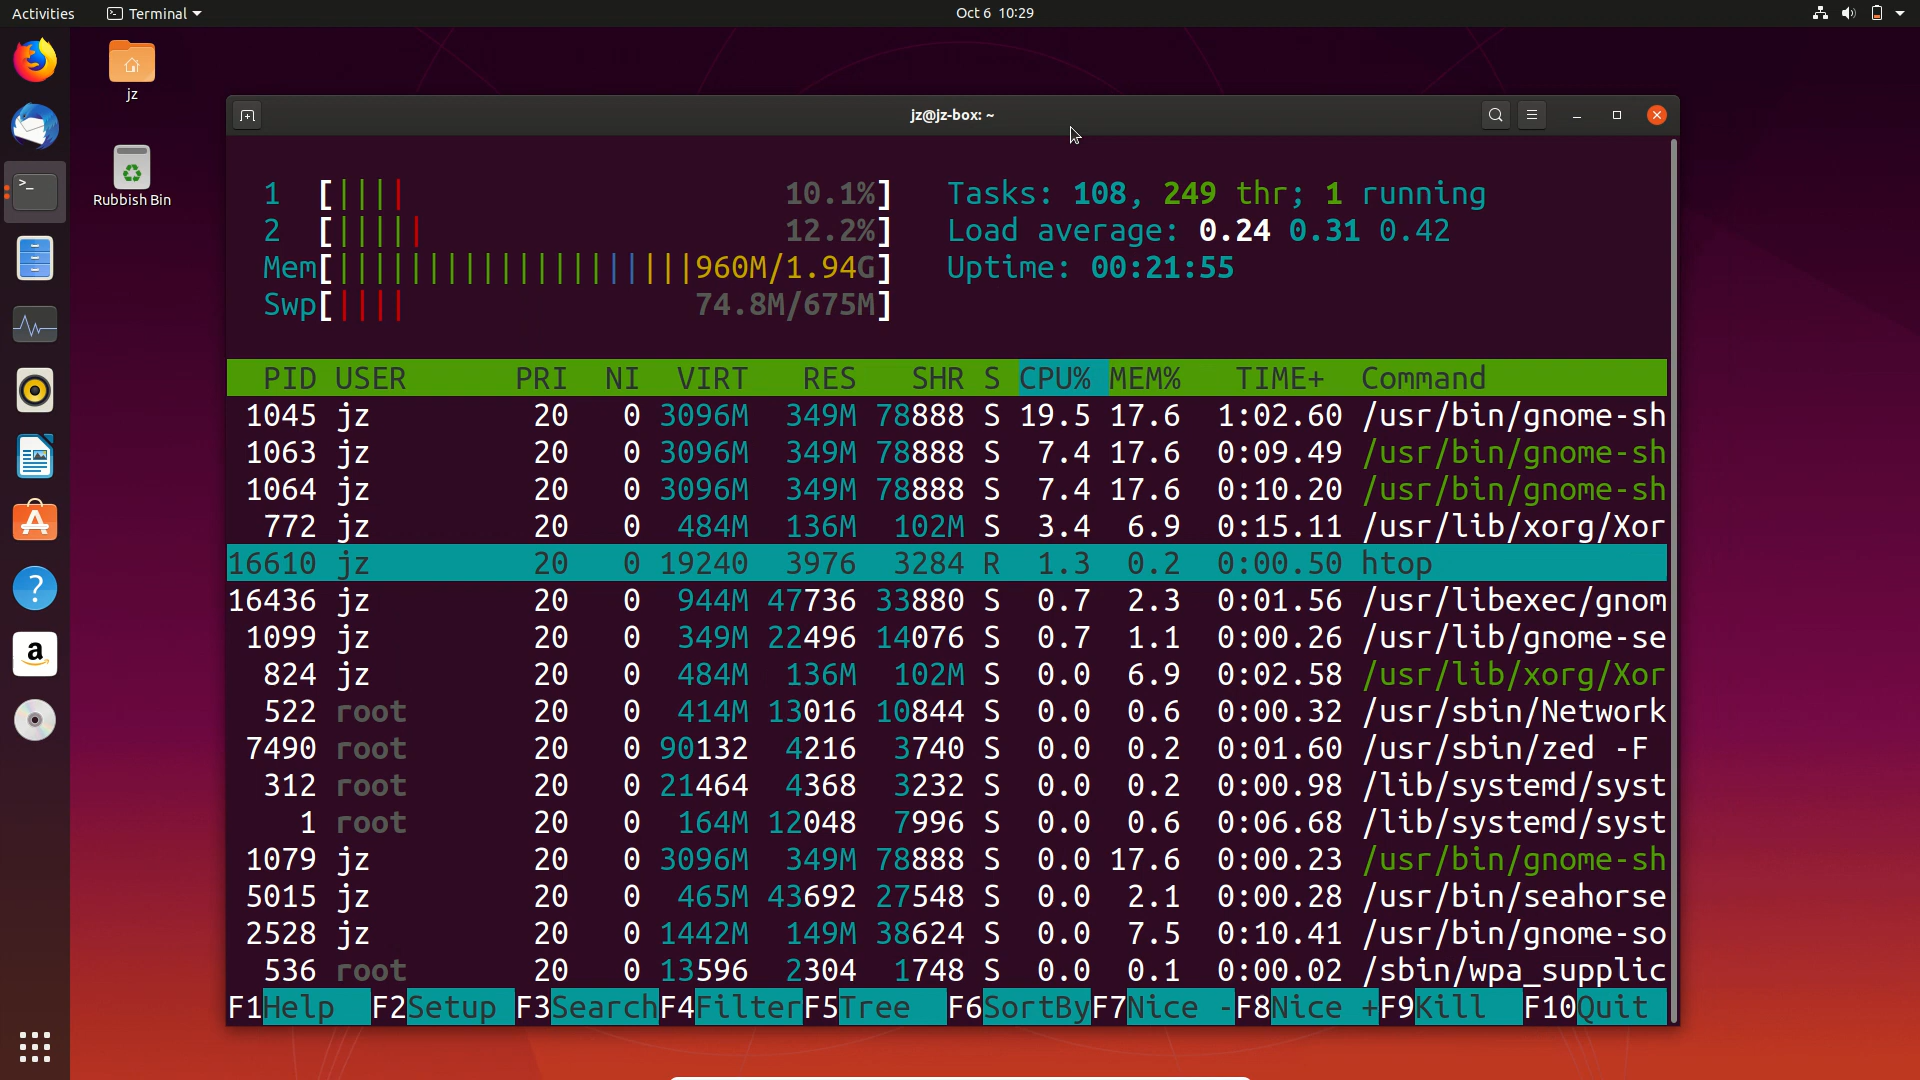 Activities
Terminal
Oct 6 10:29
jz
Rubbish Bin
jz@jz-box: ~
1 [|||| 10.1%] Tasks: 108, 249 thr; 1 running
2 [||||| 12.2%] Load average: 0.24 0.31 0.42
Mem[||||||||||||||||||||960M/1.94G] Uptime: 00:21:55
Swp[|||| 74.8M/675M]
PID USER PRI NI VIRT RES SHR S CPU% MEM% TIME+ Command
1045 jz 20 0 3096M 349M 78888 S 19.5 17.6 1:02.60 /usr/bin/gnome-sh
1063 jz 20 0 3096M 349M 78888 S 7.4 17.6 0:09.49 /usr/bin/gnome-sh
1064 jz 20 0 3096M 349M 78888 S 7.4 17.6 0:10.20 /usr/bin/gnome-sh
772 jz 20 0 484M 136M 102M S 3.4 6.9 0:15.11 /usr/lib/xorg/Xor
16610 jz 20 0 19240 3976 3284 R 1.3 0.2 0:00.50 htop
16436 jz 20 0 944M 47736 33880 S 0.7 2.3 0:01.56 /usr/libexec/gnom
1099 jz 20 0 349M 22496 14076 S 0.7 1.1 0:00.26 /usr/lib/gnome-se
824 jz 20 0 484M 136M 102M S 0.0 6.9 0:02.58 /usr/lib/xorg/Xor
522 root 20 0 414M 13016 10844 S 0.0 0.6 0:00.32 /usr/sbin/Network
7490 root 20 0 90132 4216 3740 S 0.0 0.2 0:01.60 /usr/sbin/zed -F
312 root 20 0 21464 4368 3232 S 0.0 0.2 0:00.98 /lib/systemd/syst
1 root 20 0 164M 12048 7996 S 0.0 0.6 0:06.68 /lib/systemd/syst
1079 jz 20 0 3096M 349M 78888 S 0.0 17.6 0:00.23 /usr/bin/gnome-sh
5015 jz 20 0 465M 43692 27548 S 0.0 2.1 0:00.28 /usr/bin/seahorse
2528 jz 20 0 1442M 149M 38624 S 0.0 7.5 0:10.41 /usr/bin/gnome-so
536 root 20 0 13596 2304 1748 S 0.0 0.1 0:00.02 /sbin/wpa_supplic
F1Help F2Setup F3SearchF4FilterF5Tree F6SortByF7Nice -F8Nice +F9Kill F10Quit